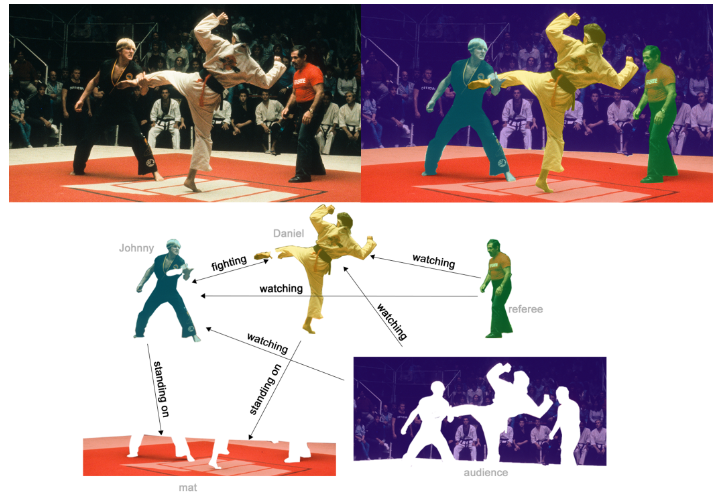 Daniel
Johnny
fighting
watching
watching
referee
watching
watching
standing on
standing on
audience
mat